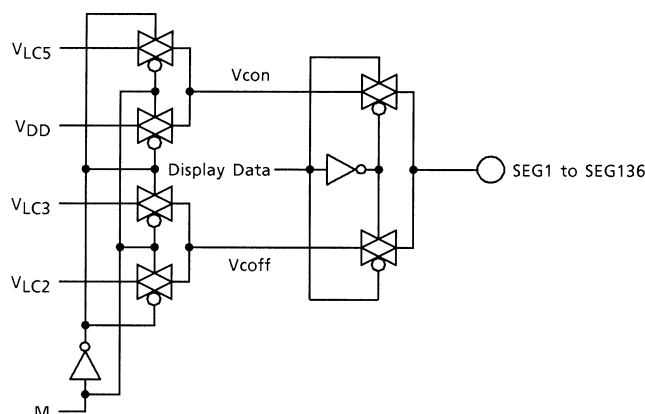 VLC5
Vcon
VDD
Display Data
SEG1 to SEG136
VLC3
Vcoff
VLC2
M